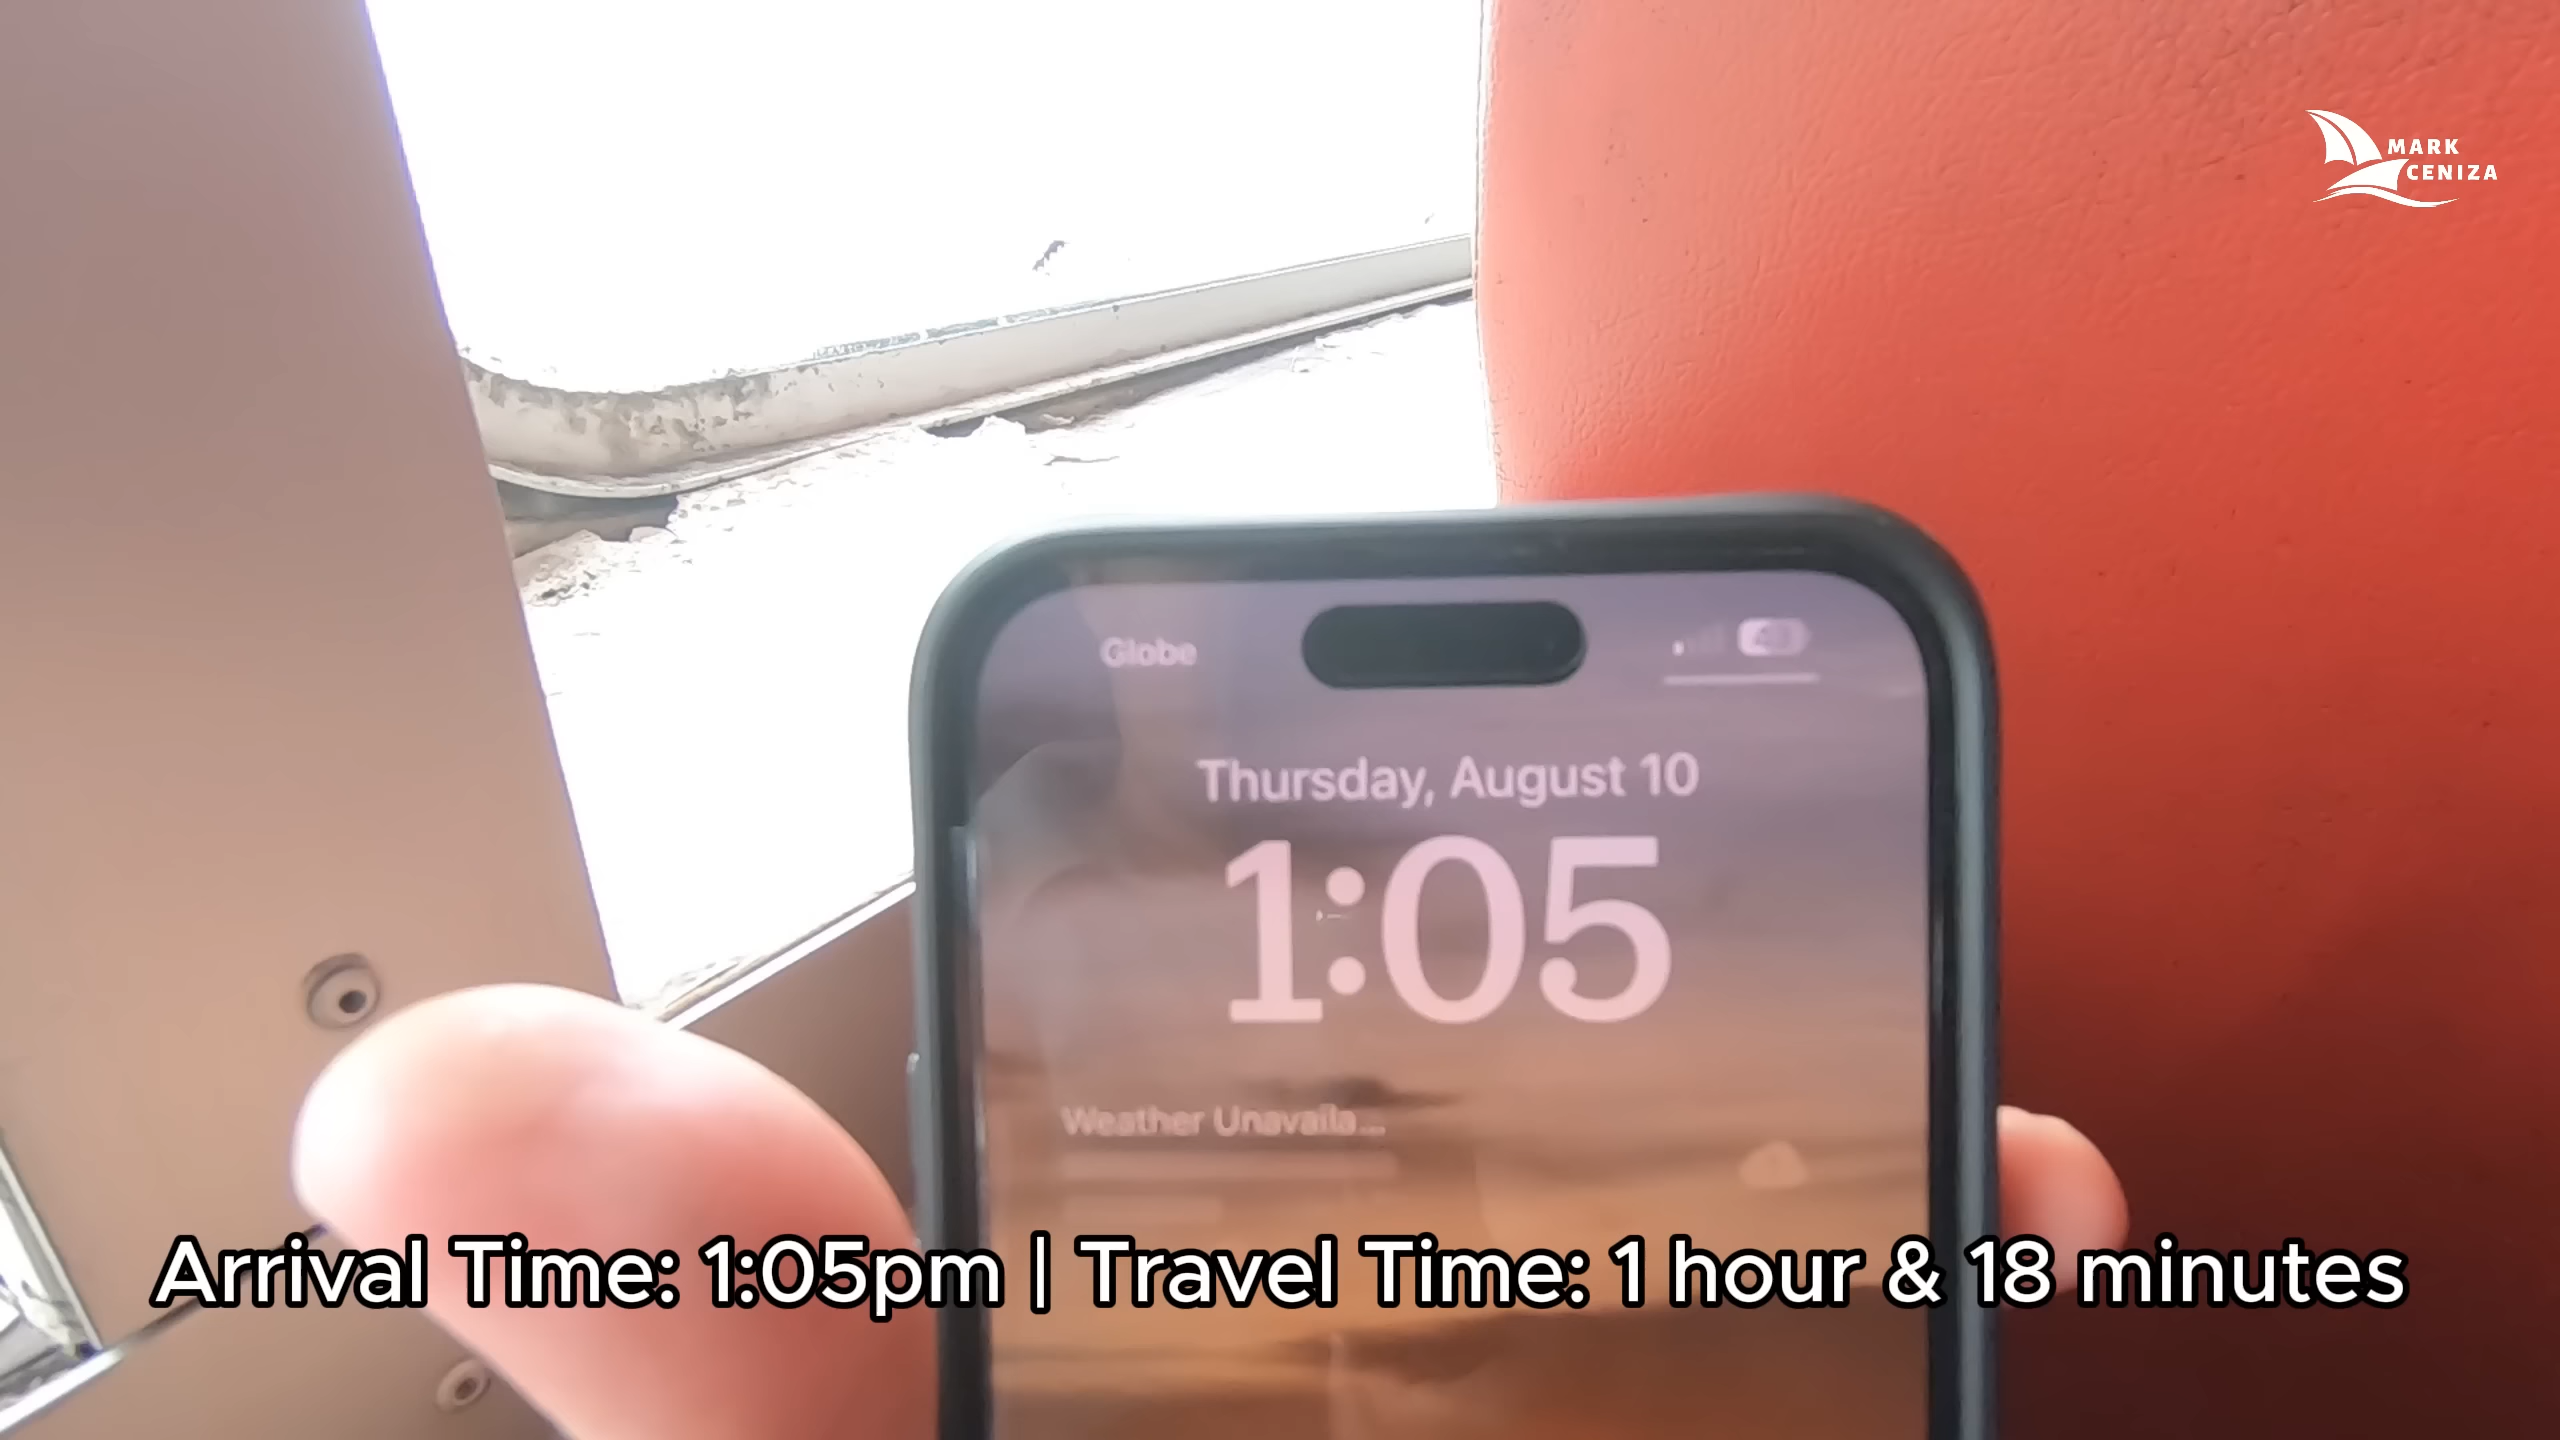 MARK
CENIZA
Globe
Thursday, August 10
1:05
Weather Unavaila...
Arrival Time: 1:05pm | Travel Time: 1 hour & 18 minutes